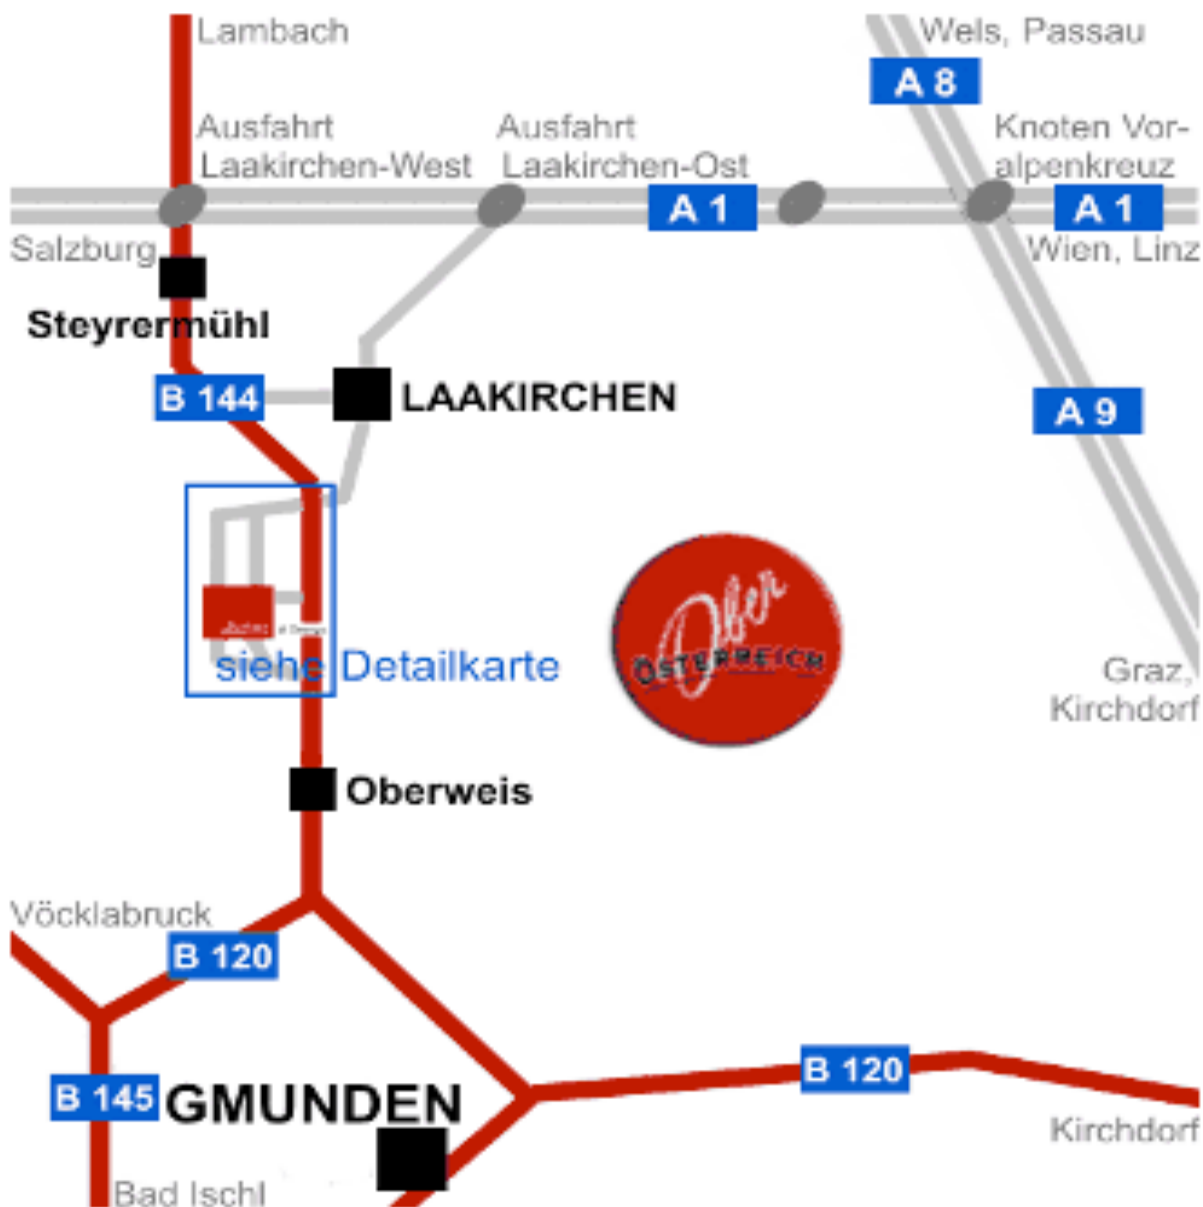 Lambach
Wels, Passau
A 8
Ausfahrt
Laakirchen-West
Ausfahrt
Laakirchen-Ost
Knoten Vor-
alpenkreuz
A 1
A 1
Salzburg
Wien, Linz
Steyrermühl
B 144
LAAKIRCHEN
A 9
Ober
ÖSTERREICH
siehe Detailkarte
Graz,
Kirchdorf
Oberweis
Vöcklabruck
B 120
B 120
B 145
GMUNDEN
Kirchdorf
Bad Ischl